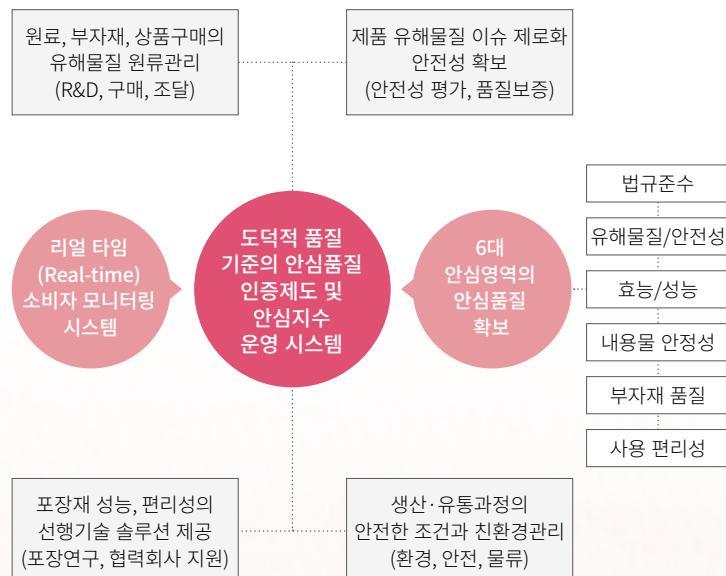 원료, 부자재, 상품구매의
유해물질 원류관리
(R&D, 구매, 조달)
제품 유해물질 이슈 제로화
안전성 확보
(안전성 평가, 품질보증)
리얼 타임
(Real-time)
소비자 모니터링
시스템
도덕적 품질
기준의 안심품질
인증제도 및
안심지수
운영 시스템
6대
안심영역의
안심품질
확보
법규준수
유해물질/안전성
효능/성능
내용물 안정성
부자재 품질
사용 편리성
포장재 성능, 편리성의
선행기술 솔루션 제공
(포장연구, 협력회사 지원)
생산·유통과정의
안전한 조건과 친환경관리
(환경, 안전, 물류)